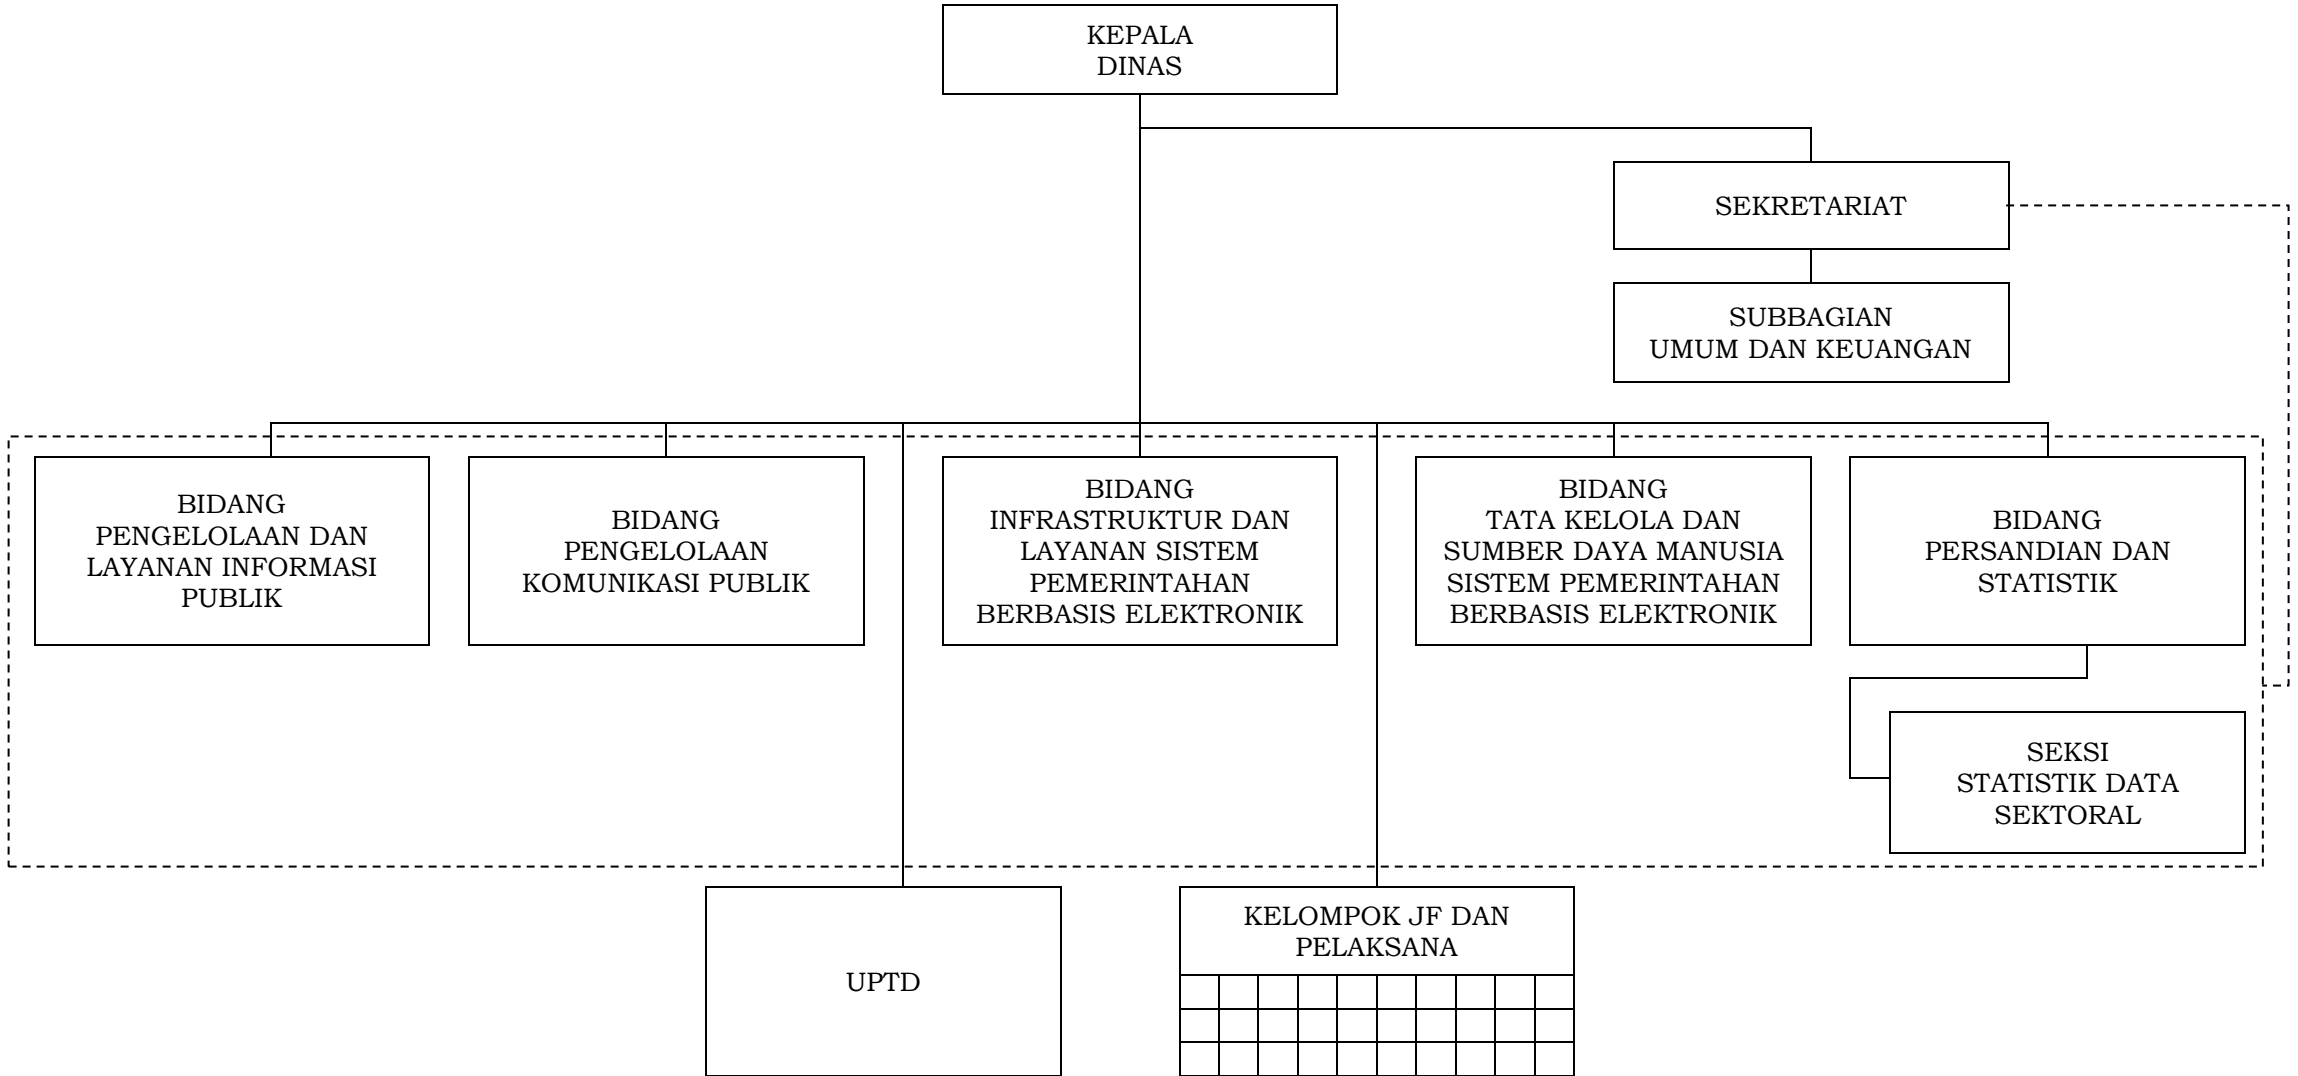 KEPALA
DINAS
SEKRETARIAT
SUBBAGIAN
UMUM DAN KEUANGAN
BIDANG
PENGELOLAAN DAN
LAYANAN INFORMASI
PUBLIK
BIDANG
PENGELOLAAN
KOMUNIKASI PUBLIK
BIDANG
INFRASTRUKTUR DAN
LAYANAN SISTEM
PEMERINTAHAN
BERBASIS ELEKTRONIK
BIDANG
TATA KELOLA DAN
SUMBER DAYA MANUSIA
SISTEM PEMERINTAHAN
BERBASIS ELEKTRONIK
BIDANG
PERSANDIAN DAN
STATISTIK
SEKSI
STATISTIK DATA
SEKTORAL
UPTD
KELOMPOK JF DAN
PELAKSANA